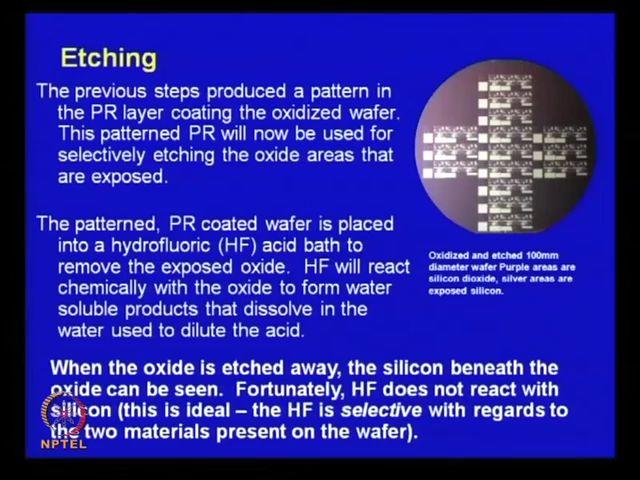 Etching
The previous steps produced a pattern in
the PR layer coating the oxidized wafer.
This patterned PR will now be used for
selectively etching the oxide areas that
are exposed.
The patterned, PR coated wafer is placed
into a hydrofluoric (HF) acid bath to
remove the exposed oxide. HF will react
chemically with the oxide to form water
soluble products that dissolve in the
water used to dilute the acid.
Oxidized and etched 100mm
diameter wafer Purple areas are
silicon dioxide, silver areas are
exposed silicon.
When the oxide is etched away, the silicon beneath the
oxide can be seen. Fortunately, HF does not react with
silicon (this is ideal – the HF is selective with regards to
the two materials present on the wafer).
NPTEL